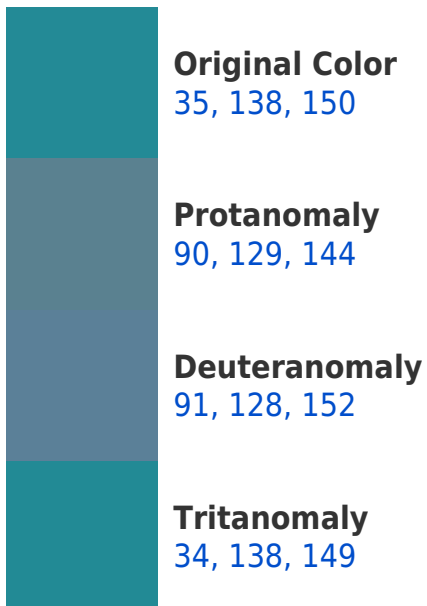 Original Color
35, 138, 150
Protanomaly
90, 129, 144
Deuteranomaly
91, 128, 152
Tritanomaly
34, 138, 149